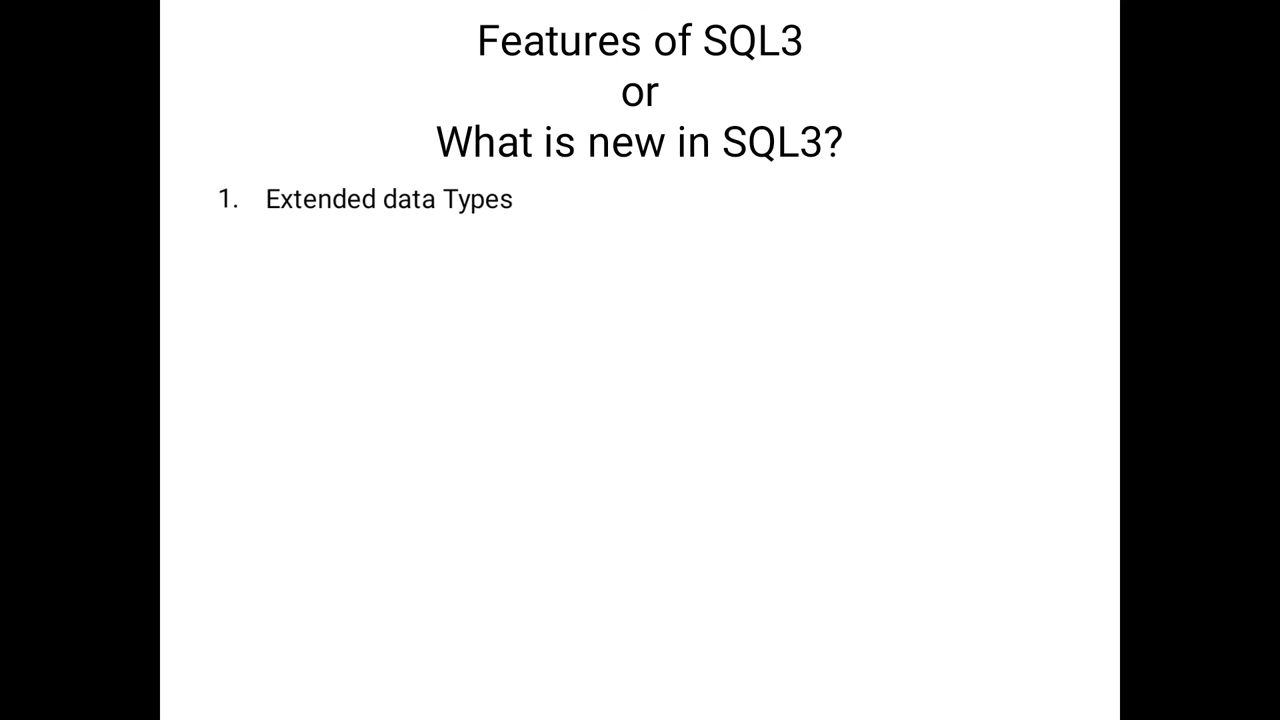 Features of SQL3
or
What is new in SQL3?
1. Extended data Types